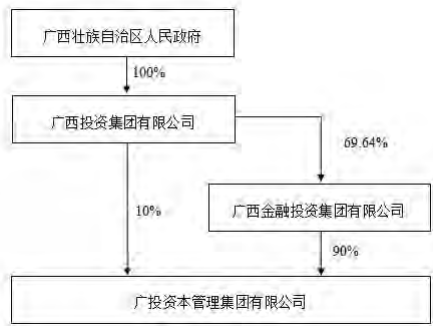 广西壮族自治区人民政府
100%
广西投资集团有限公司
69.64%
广西金融投资集团有限公司
10%
90%
广投资本管理集团有限公司